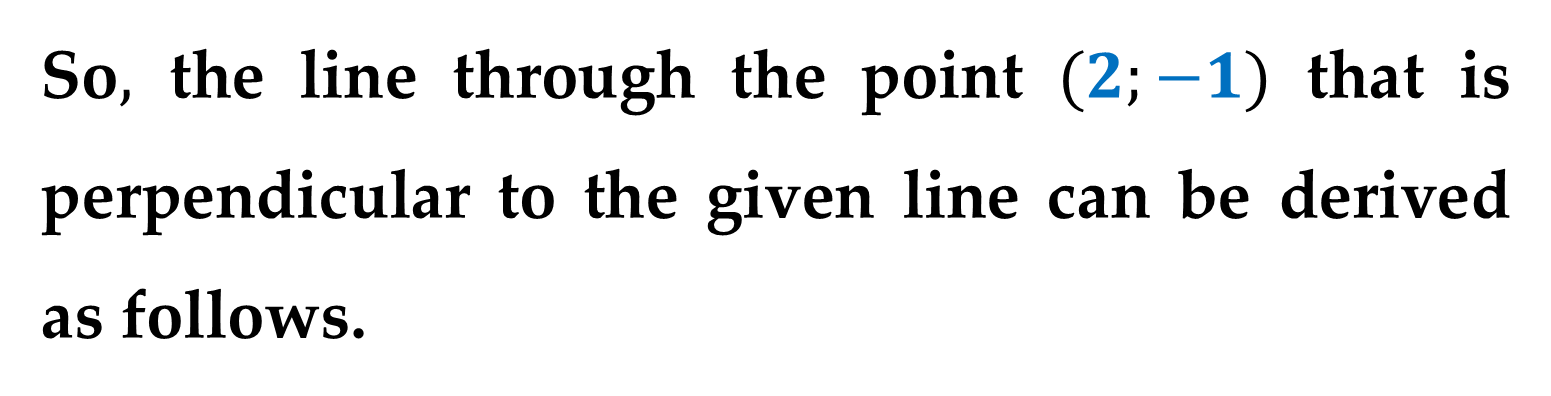 So, the line through the point (2; −1) that is
perpendicular to the given line can be derived
as follows.